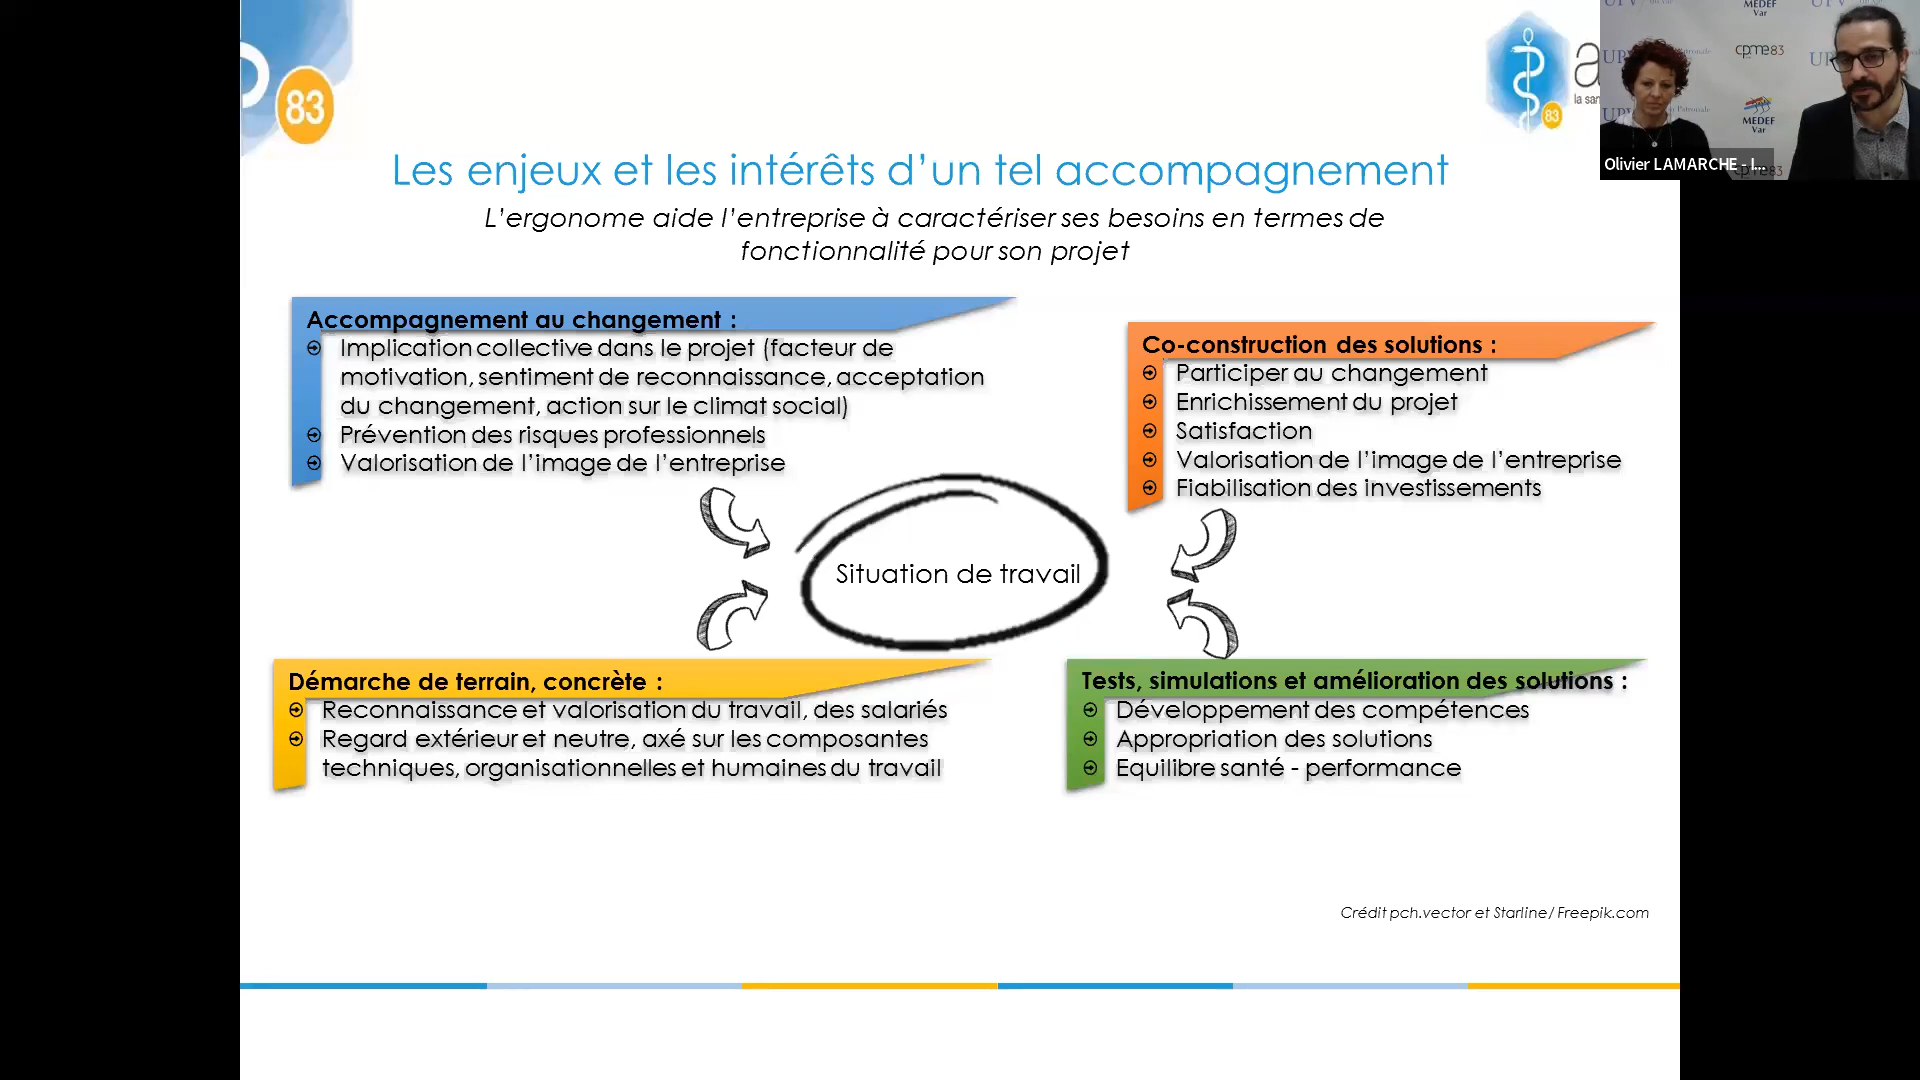 83
83
a
la san
Les enjeux et les intérêts d’un tel accompagnement
L’ergonome aide l’entreprise à caractériser ses besoins en termes de
fonctionnalité pour son projet
Accompagnement au changement :
Implication collective dans le projet (facteur de
motivation, sentiment de reconnaissance, acceptation
du changement, action sur le climat social)
Prévention des risques professionnels
Valorisation de l’image de l’entreprise
Co-construction des solutions :
Participer au changement
Enrichissement du projet
Satisfaction
Valorisation de l’image de l’entreprise
Fiabilisation des investissements
Situation de travail
Démarche de terrain, concrète :
Reconnaissance et valorisation du travail, des salariés
Regard extérieur et neutre, axé sur les composantes
techniques, organisationnelles et humaines du travail
Tests, simulations et amélioration des solutions :
Développement des compétences
Appropriation des solutions
Equilibre santé - performance
Crédit pch.vector et Starline/ Freepik.com
MEDEF
Var
cpme83
MEDEF
Var
cpme83
Olivier LAMARCHE - I...